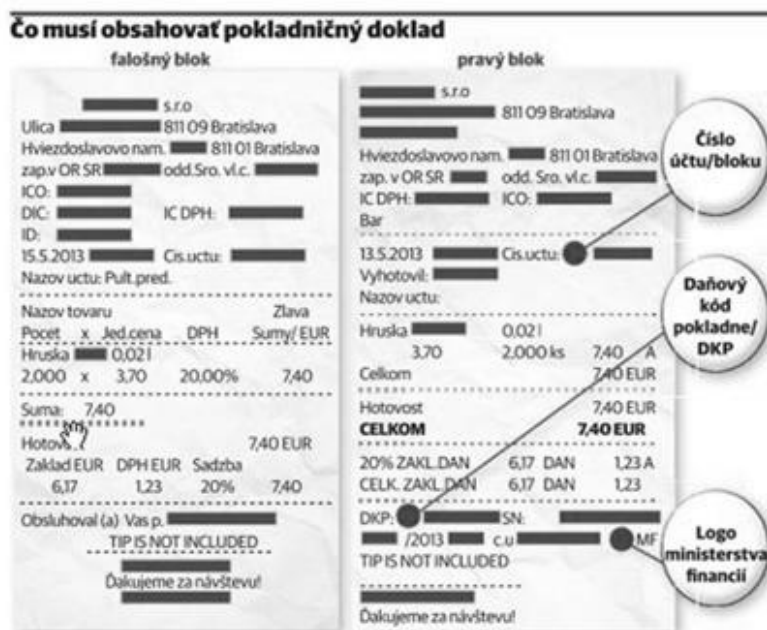 Čo musí obsahovať pokladničný doklad
falošný blok
s.r.o
Ulica 811 09 Bratislava
Hviezdoslavovo nam. 811 01 Bratislava
zap.v OR SR odd.Sro. vl.c.
ICO:
DIC: IC DPH:
ID:
15.5.2013 Cis.uctu:
Nazov uctu: Pult.pred.
Nazov tovaru Zlava
Pocet x Jed.cena DPH Sumy/ EUR
Hruska 0,02 l
2,000 x 3,70 20,00% 7,40
Suma: 7,40
Hotov 7,40 EUR
Zaklad EUR DPH EUR Sadzba
6,17 1,23 20% 7,40
Obsluhoval (a) Vas p.
TIP IS NOT INCLUDED
Ďakujeme za návštevu!
pravý blok
s.r.o
811 09 Bratislava
Hviezdoslavovo nam. 811 01 Bratislava
zap. v OR SR odd. Sro. vl.c.
IC DPH: ICO:
Bar
13.5.2013 Cis.uctu:
Vyhotovil:
Nazov uctu:
Hruska 0,02 l
3,70 2,000 ks 7,40 A
Celkom 7,40 EUR
Hotovost 7,40 EUR
CELKOM 7,40 EUR
20% ZAKL.DAN 6,17 DAN 1,23 A
CELK. ZAKL.DAN 6,17 DAN 1,23
DKP: SN:
/2013 c.u MF
TIP IS NOT INCLUDED
Ďakujeme za návštevu!
Číslo
účtu/bloku
Daňový
kód
pokladne/
DKP
Logo
ministerstva
financií